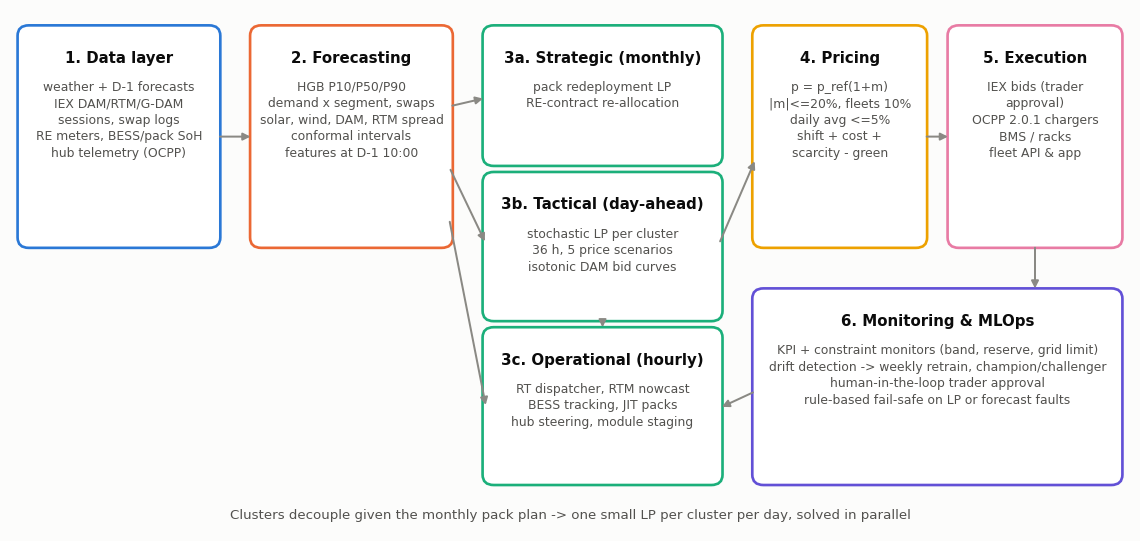 1. Data layer
weather + D-1 forecasts
IEX DAM/RTM/G-DAM
sessions, swap logs
RE meters, BESS/pack SoH
hub telemetry (OCPP)
2. Forecasting
HGB P10/P50/P90
demand x segment, swaps
solar, wind, DAM, RTM spread
conformal intervals
features at D-1 10:00
3a. Strategic (monthly)
pack redeployment LP
RE-contract re-allocation
3b. Tactical (day-ahead)
stochastic LP per cluster
36 h, 5 price scenarios
isotonic DAM bid curves
3c. Operational (hourly)
RT dispatcher, RTM nowcast
BESS tracking, JIT packs
hub steering, module staging
4. Pricing
p = p_ref(1+m)
|m|<=20%, fleets 10%
daily avg <=5%
shift + cost +
scarcity - green
5. Execution
IEX bids (trader
approval)
OCPP 2.0.1 chargers
BMS / racks
fleet API & app
6. Monitoring & MLOps
KPI + constraint monitors (band, reserve, grid limit)
drift detection -> weekly retrain, champion/challenger
human-in-the-loop trader approval
rule-based fail-safe on LP or forecast faults
Clusters decouple given the monthly pack plan -> one small LP per cluster per day, solved in parallel